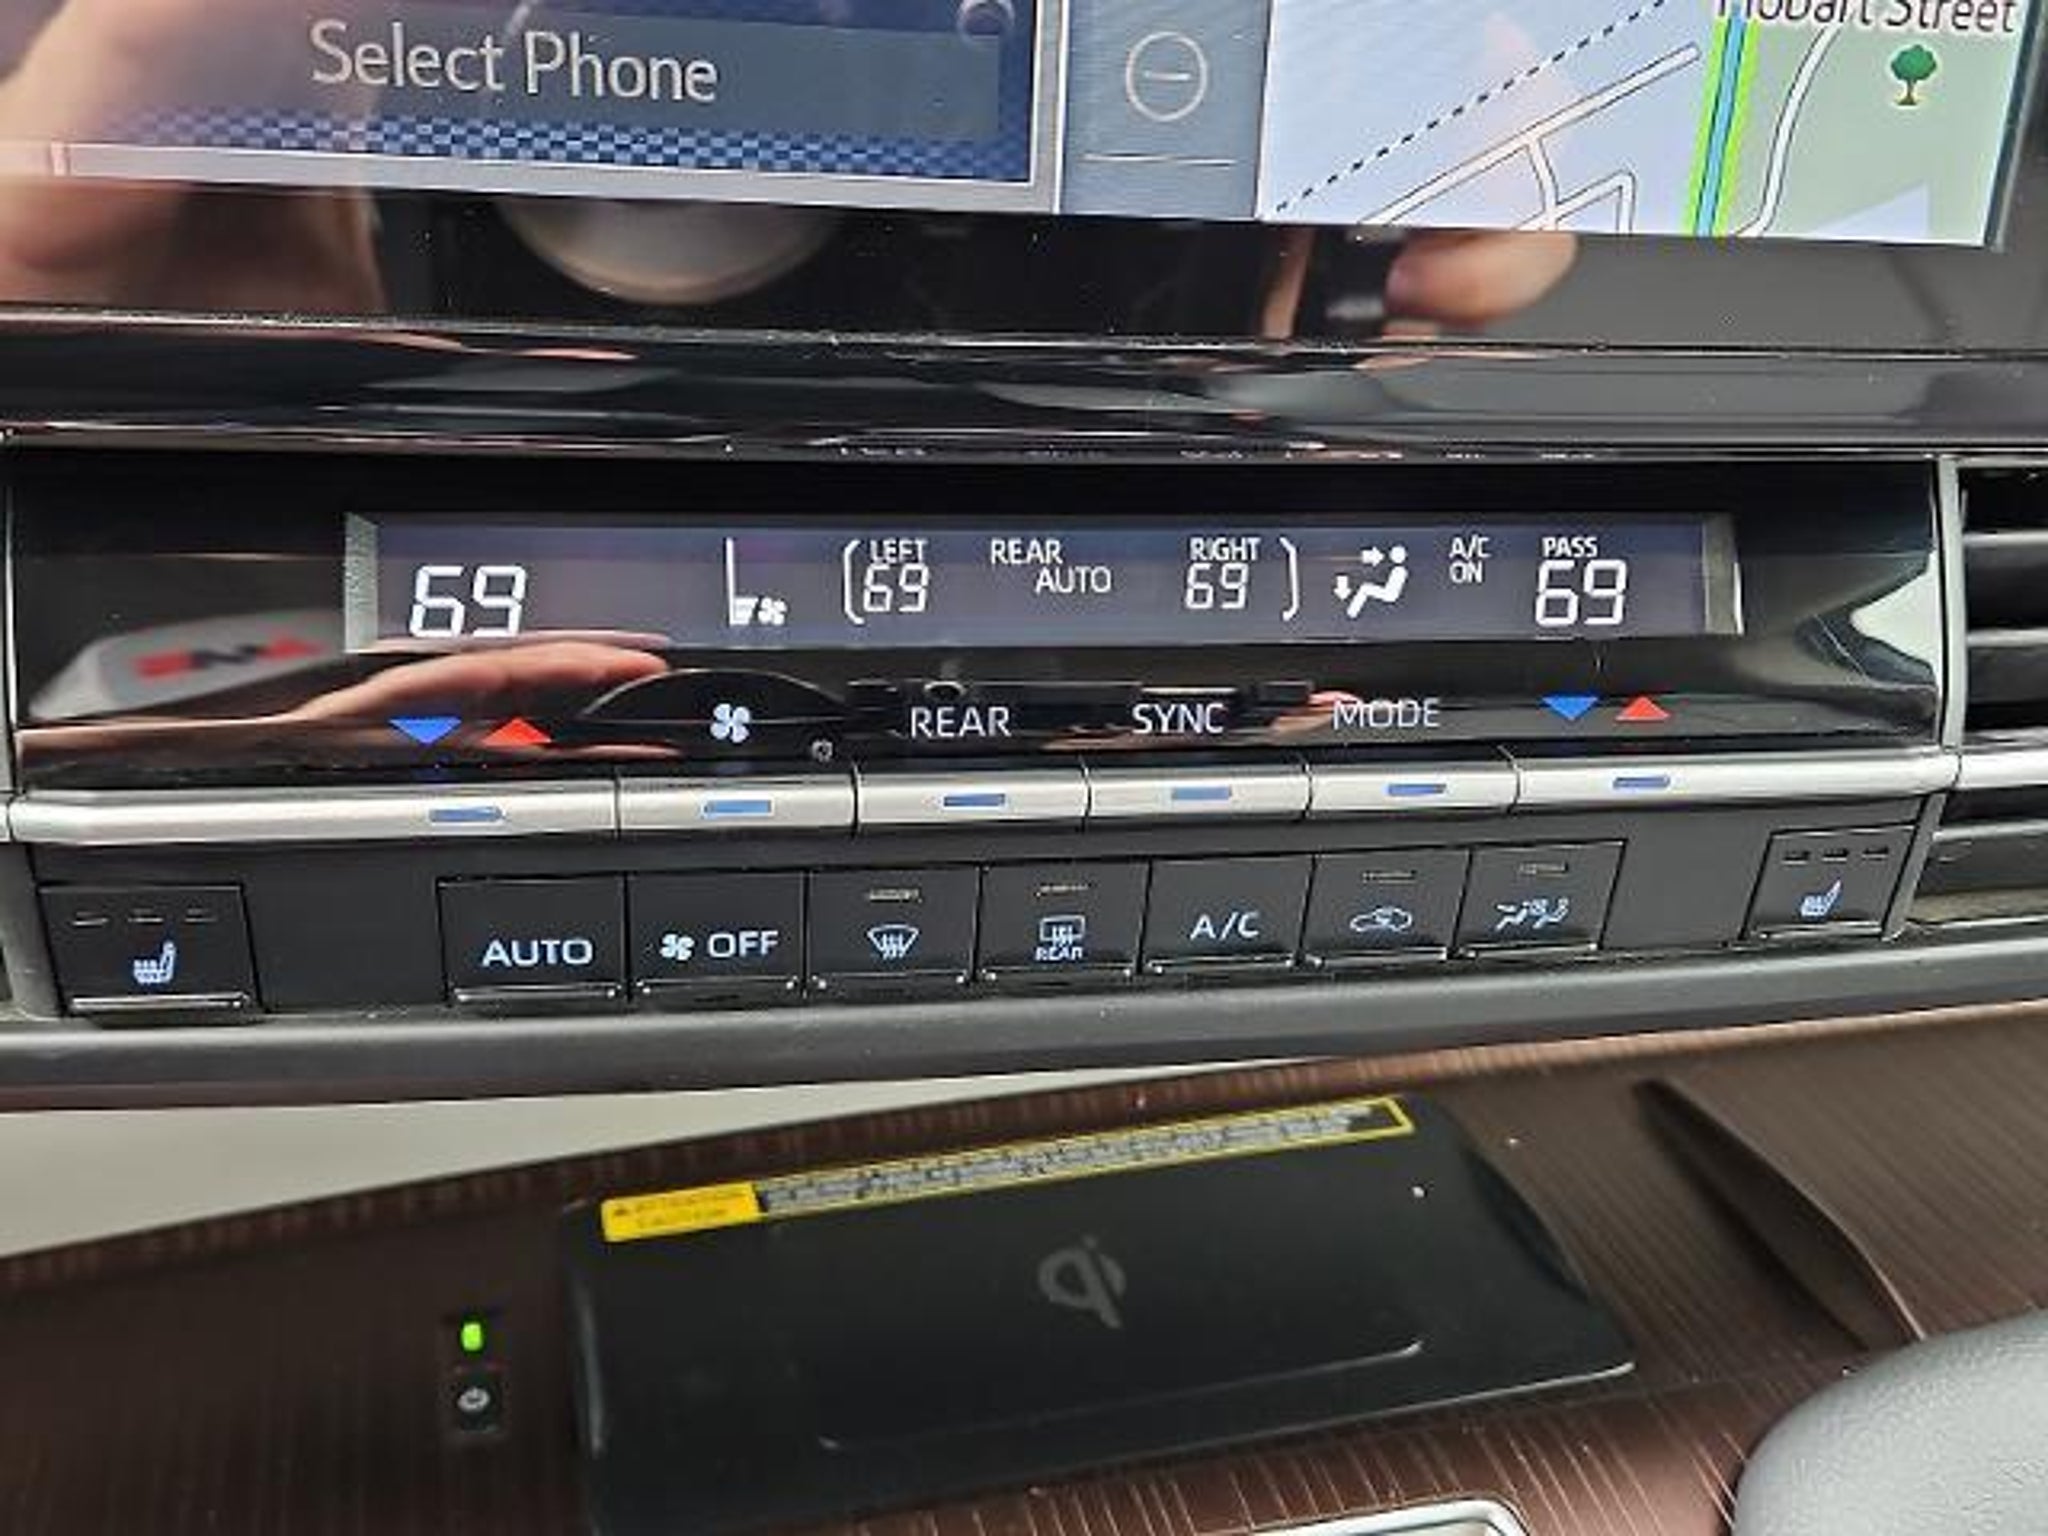 Select Phone
Hobart Street
69
LEFT
69
REAR
AUTO
RIGHT
69
A/C
ON
PASS
69
REAR
SYNC
MODE
AUTO
OFF
REAR
A/C